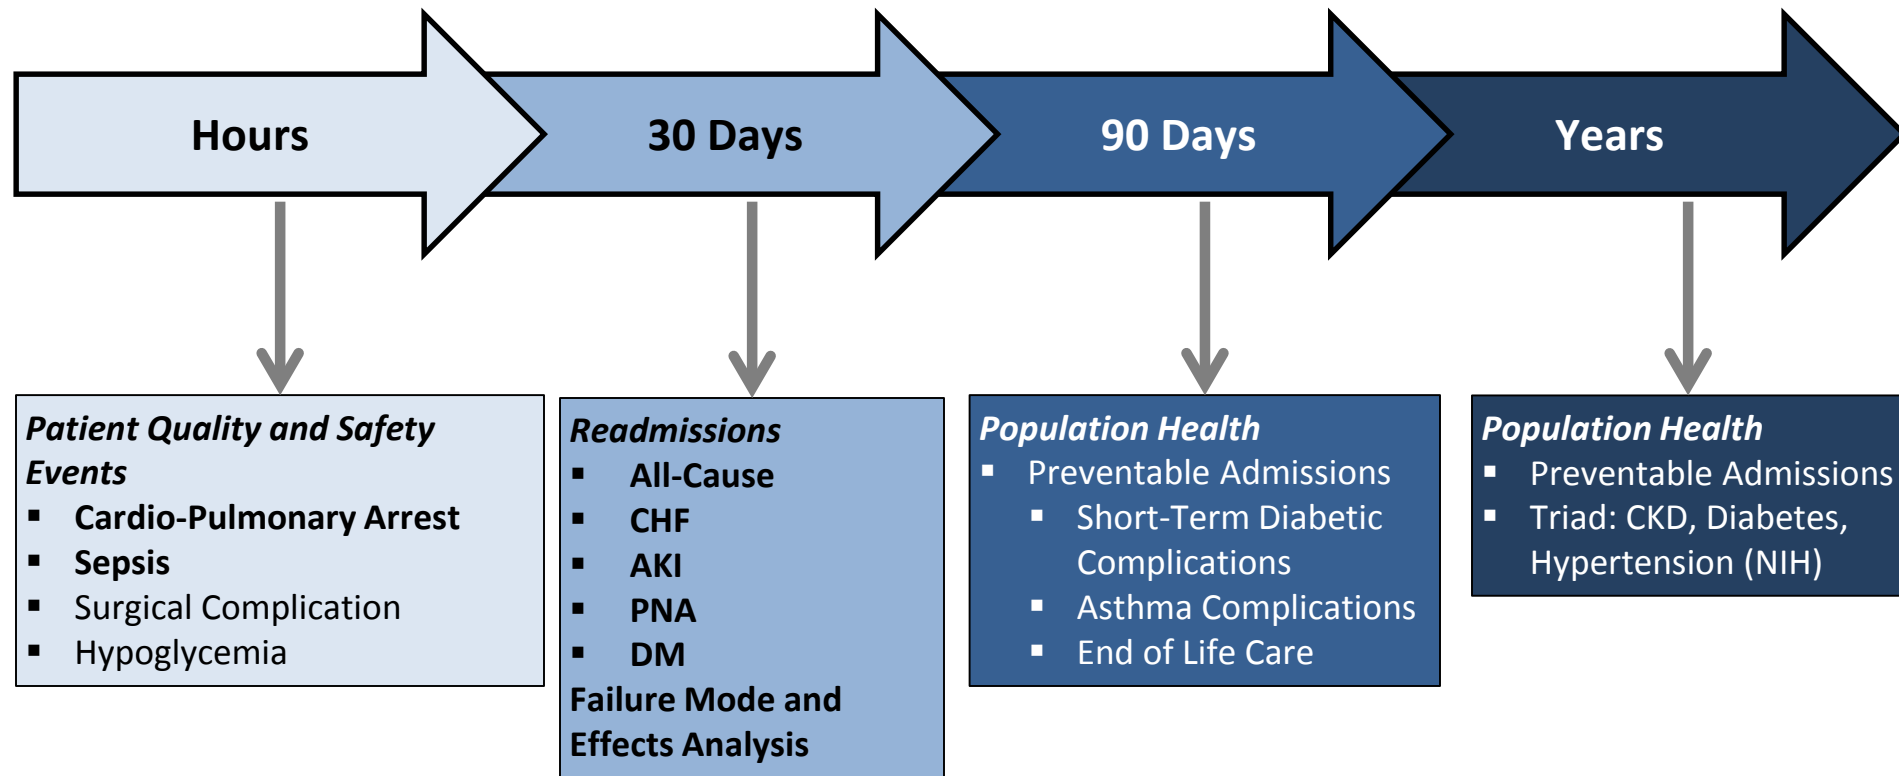 Hours
30 Days
90 Days
Years
Patient Quality and Safety
Events
▪ Cardio-Pulmonary Arrest
▪ Sepsis
▪ Surgical Complication
▪ Hypoglycemia
Readmissions
▪ All-Cause
▪ CHF
▪ AKI
▪ PNA
▪ DM
Failure Mode and
Effects Analysis
Population Health
▪ Preventable Admissions
▪ Short-Term Diabetic
Complications
▪ Asthma Complications
▪ End of Life Care
Population Health
▪ Preventable Admissions
▪ Triad: CKD, Diabetes,
Hypertension (NIH)